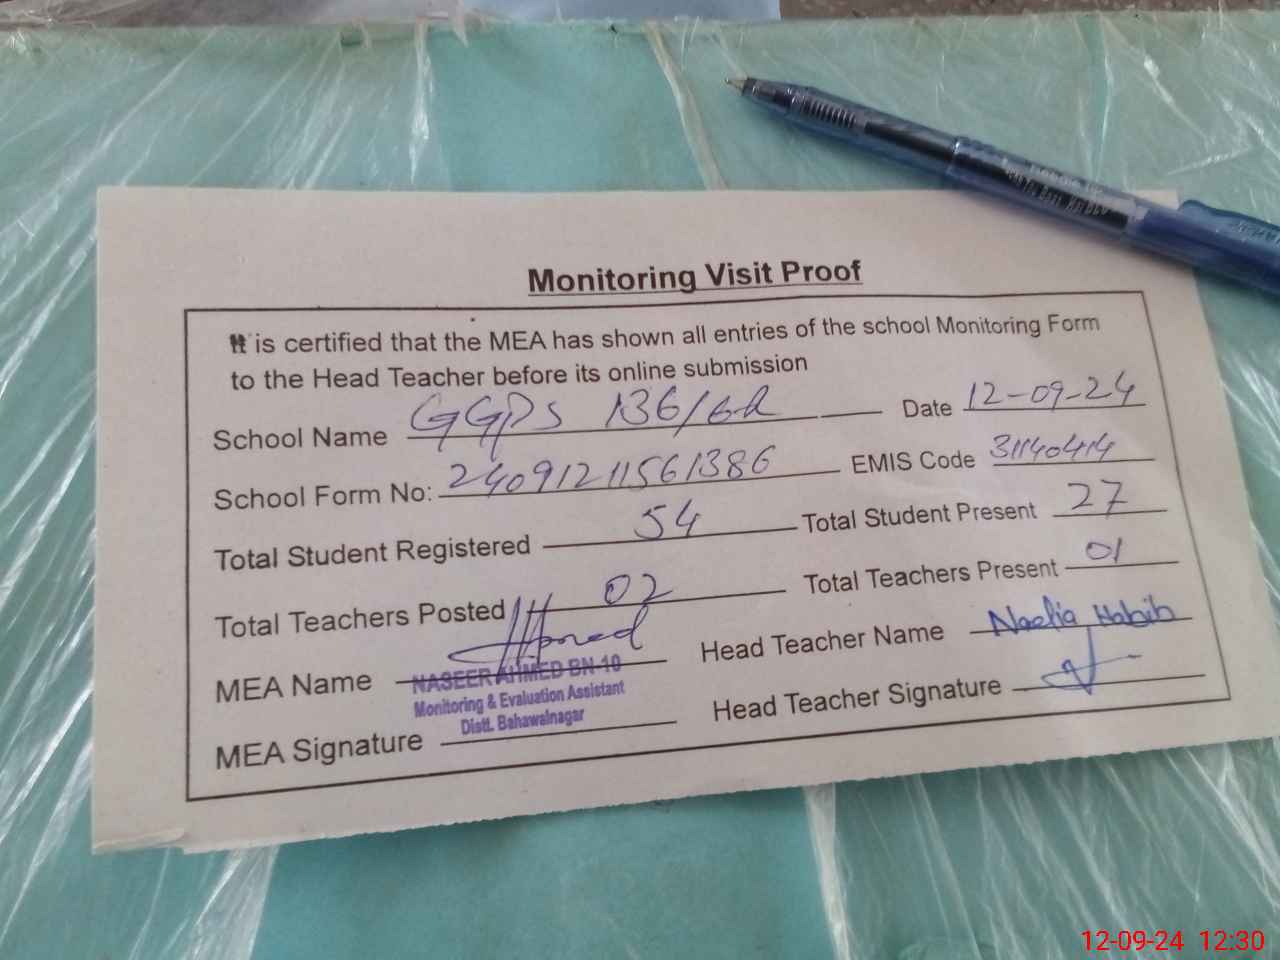 Monitoring Visit Proof
It is certified that the MEA has shown all entries of the school Monitoring Form
to the Head Teacher before its online submission
School Name GGPS 136/6R Date 12-09-24
School Form No: 24091211561386 EMIS Code 31140414
Total Student Registered 54 Total Student Present 27
Total Teachers Posted 02 Total Teachers Present 01
MEA Name Head Teacher Name Habib
NASEER AHMED BN-10
Monitoring & Evaluation Assistant
Distt. Bahawalnagar
MEA Signature Head Teacher Signature
12-09-24 12:30